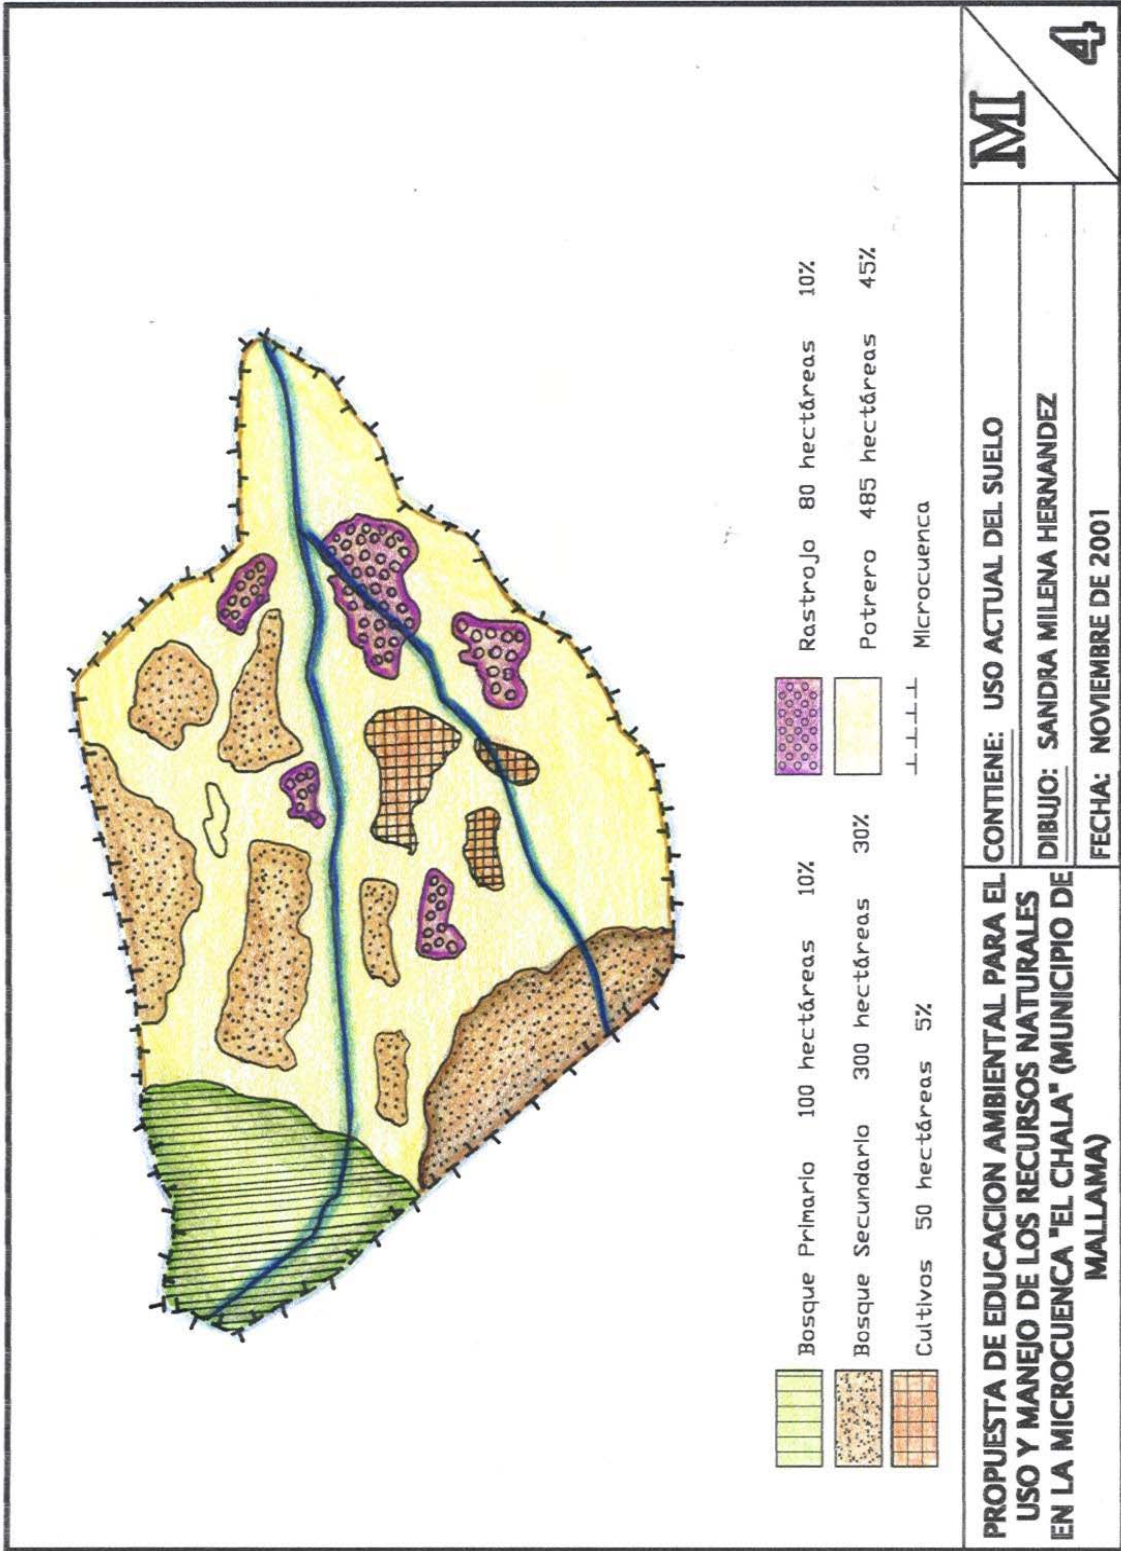 Bosque Primario 100 hectáreas 10%
Bosque Secundario 300 hectáreas 30%
Cultivos 50 hectáreas 5%
Rastrojo 80 hectáreas 10%
Potrero 485 hectáreas 45%
Microcuenca
PROPUESTA DE EDUCACION AMBIENTAL PARA EL
USO Y MANEJO DE LOS RECURSOS NATURALES
EN LA MICROCUENCA "EL CHALA" (MUNICIPIO DE
MALLAMA)
CONTIENE: USO ACTUAL DEL SUELO
DIBUJO: SANDRA MILENA HERNANDEZ
FECHA: NOVIEMBRE DE 2001
MI
4